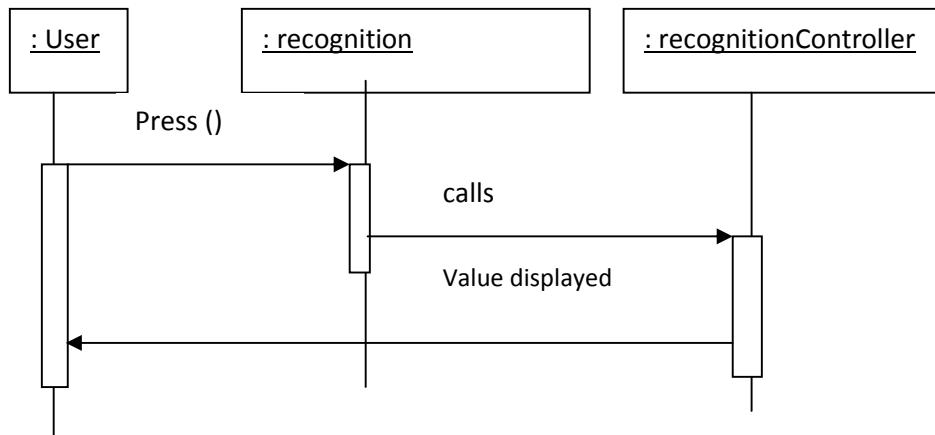 : User
: recognition
: recognitionController
Press ()
calls
Value displayed